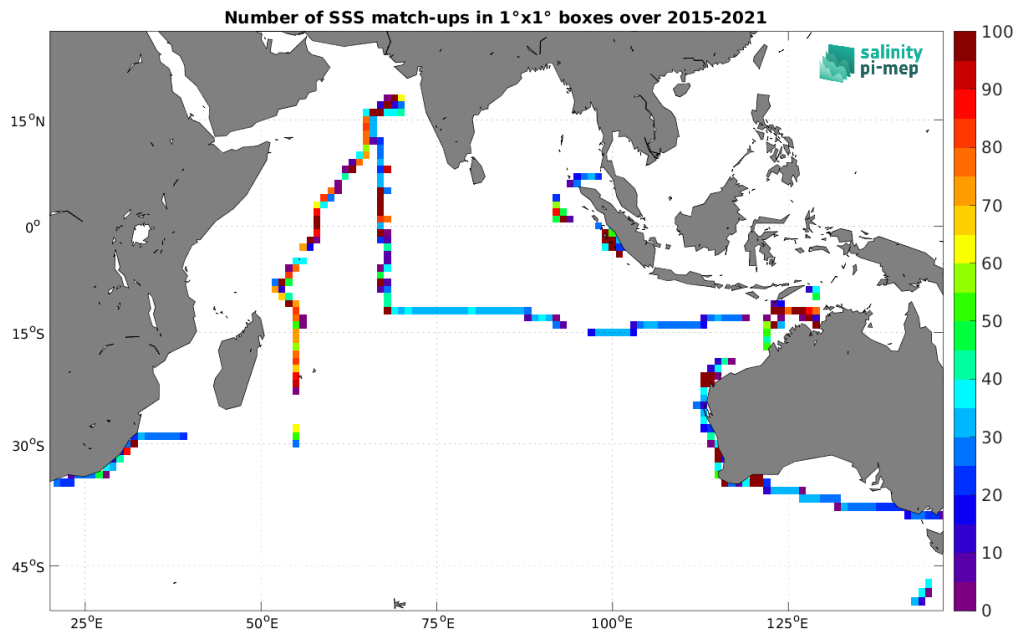 Number of SSS match-ups in 1°x1° boxes over 2015-2021
salinity
pi-mep
100
90
80
70
60
50
40
30
20
10
0
15°N
0°
15°S
30°S
45°S
25°E
50°E
75°E
100°E
125°E